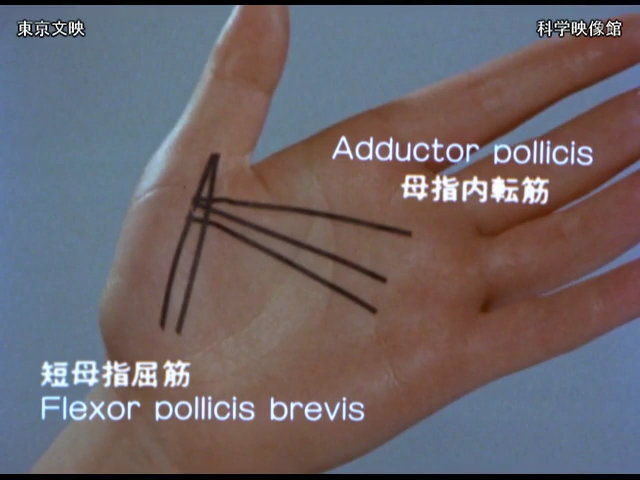 東京文映
科学映像館
Adductor pollicis
母指内転筋
短母指屈筋
Flexor pollicis brevis